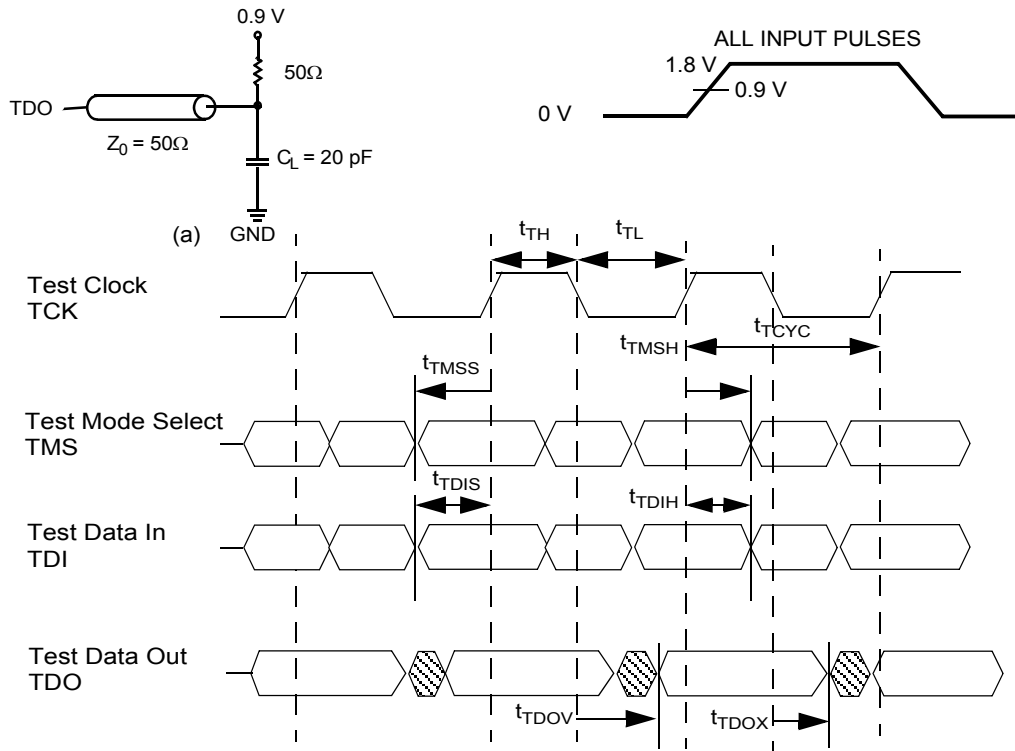 0.9 V
50Ω
TDO
Z0 = 50Ω
CL = 20 pF
(a)
GND
ALL INPUT PULSES
1.8 V
0.9 V
0 V
tTH
tTL
Test Clock
TCK
tTMSH
tTCYC
tTMSS
Test Mode Select
TMS
tTDIS
tTDIH
Test Data In
TDI
Test Data Out
TDO
tTDOV
tTDOX